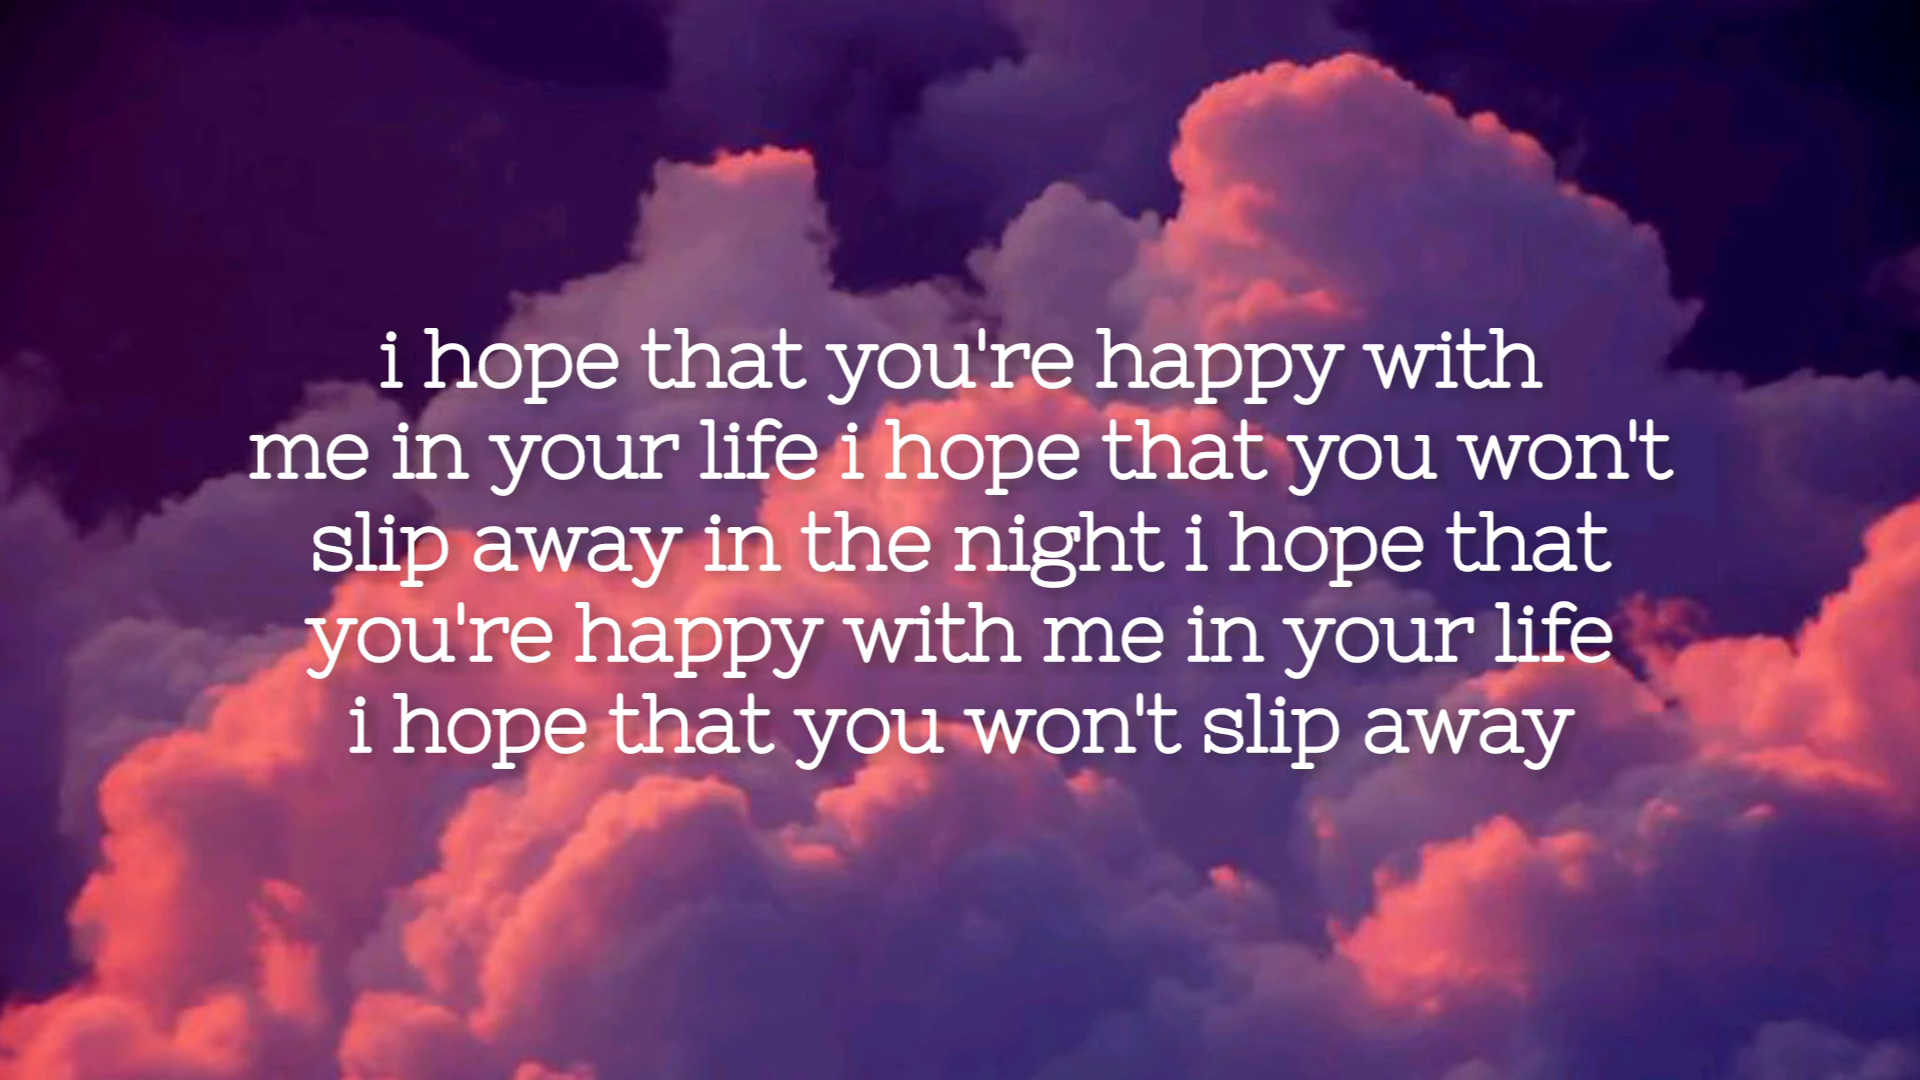 i hope that you're happy with
me in your life i hope that you won't
slip away in the night i hope that
you're happy with me in your life
i hope that you won't slip away